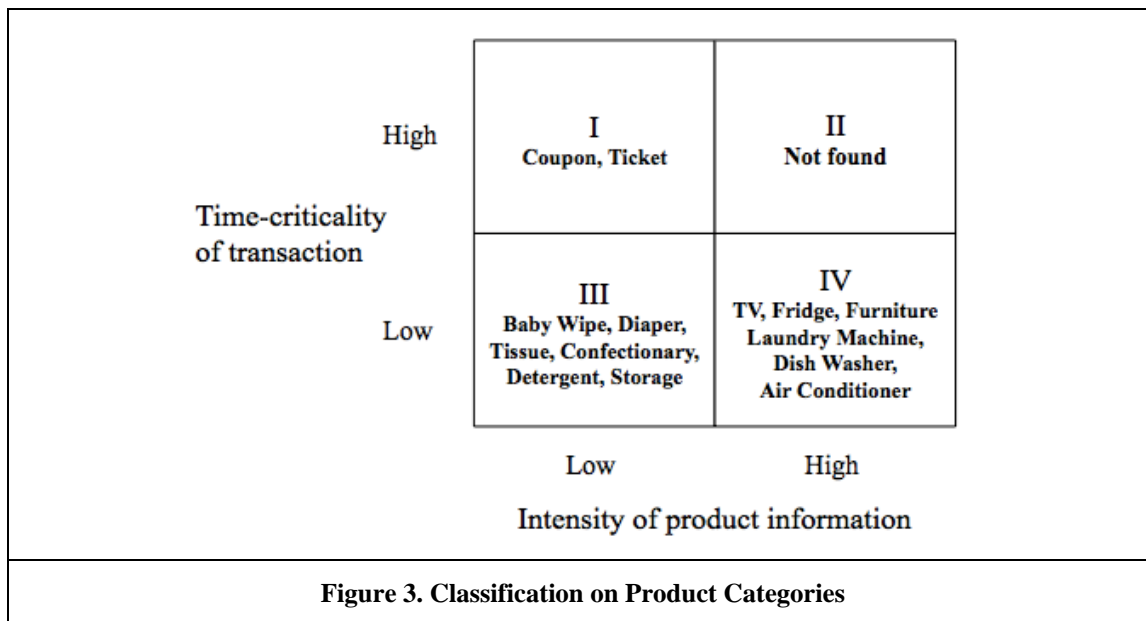 High
I
Coupon, Ticket
II
Not found
Time-criticality
of transaction
Low
III
Baby Wipe, Diaper,
Tissue, Confectionary,
Detergent, Storage
IV
TV, Fridge, Furniture
Laundry Machine,
Dish Washer,
Air Conditioner
Low
High
Intensity of product information
Figure 3. Classification on Product Categories